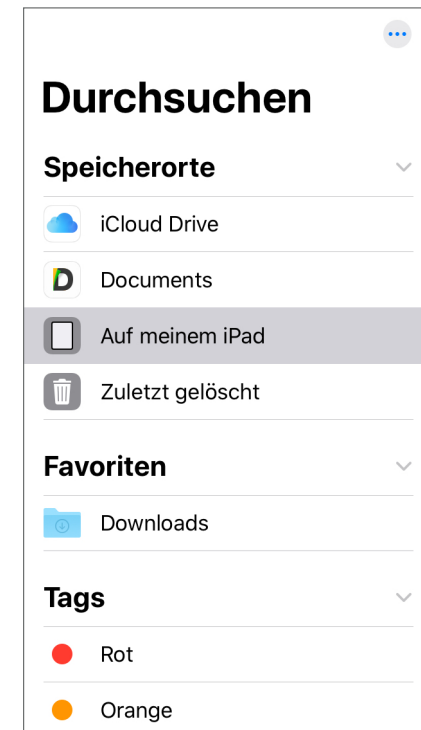 Durchsuchen
Speicherorte
iCloud Drive
Documents
Auf meinem iPad
Zuletzt gelöscht
Favoriten
Downloads
Tags
Rot
Orange